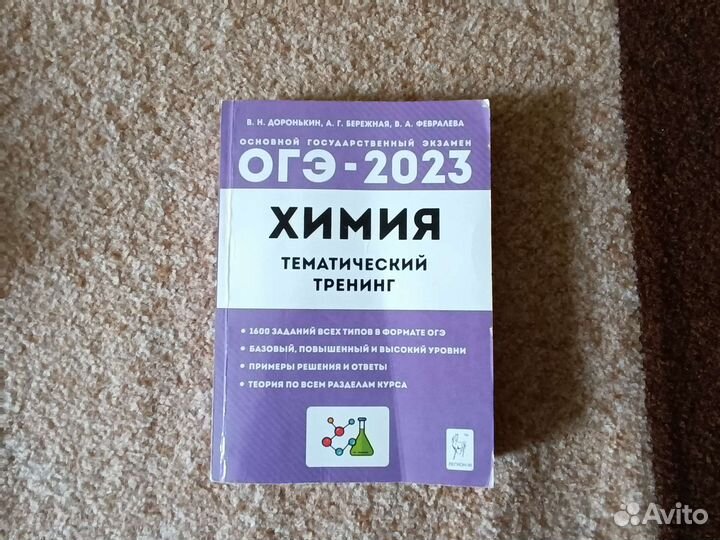 В. Н. ДОРОНЬКИН, А. Г. БЕРЕЖНАЯ, В. А. ФЕВРАЛЕВА
ОСНОВНОЙ ГОСУДАРСТВЕННЫЙ ЭКЗАМЕН
ОГЭ-2023
ХИМИЯ
ТЕМАТИЧЕСКИЙ
ТРЕНИНГ
• 1600 ЗАДАНИЙ ВСЕХ ТИПОВ В ФОРМАТЕ ОГЭ
• БАЗОВЫЙ, ПОВЫШЕННЫЙ И ВЫСОКИЙ УРОВНИ
• ПРИМЕРЫ РЕШЕНИЯ И ОТВЕТЫ
• ТЕОРИЯ ПО ВСЕМ РАЗДЕЛАМ КУРСА
ЛЕГИОН-М
Avito